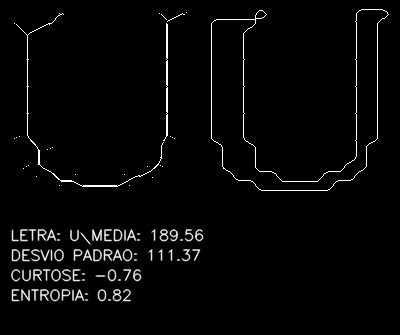 U U
LETRA: U\MEDIA: 189.56
DESVIO PADRAO: 111.37
CURTOSE: -0.76
ENTROPIA: 0.82